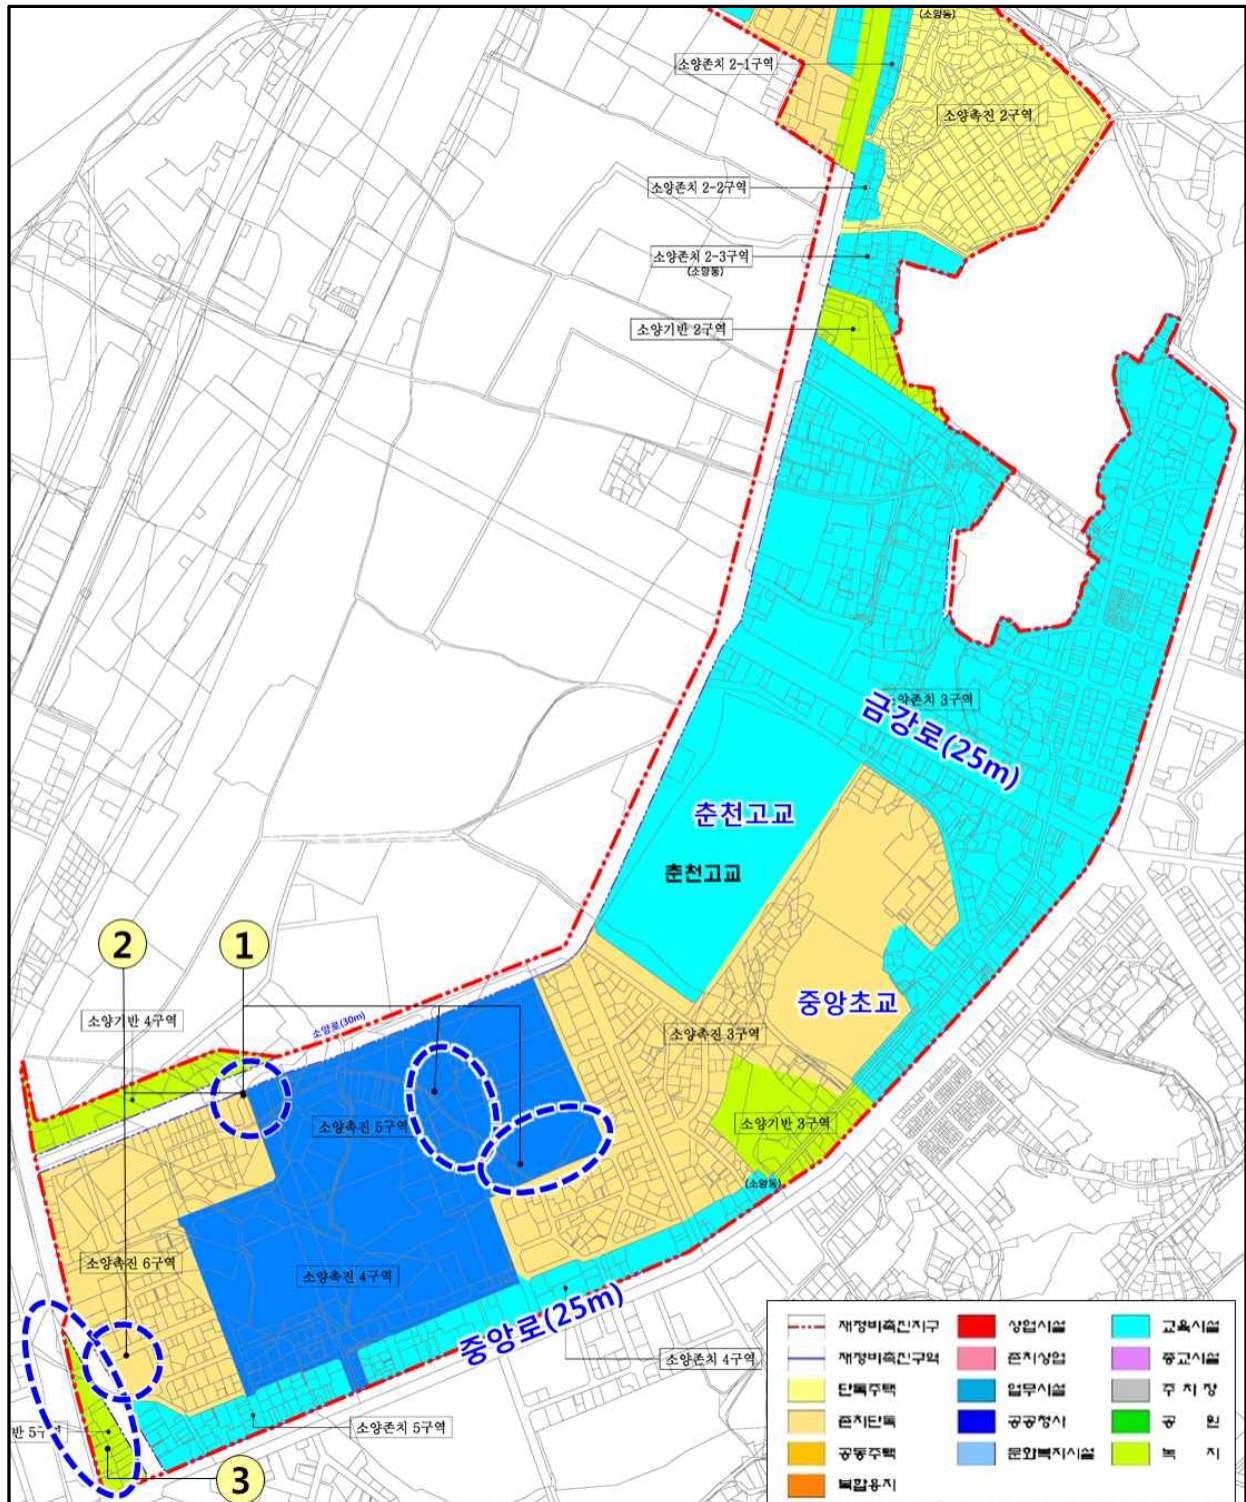 (소양동)
소양존치 2-1구역
소양촉진 2구역
소양존치 2-2구역
소양존치 2-3구역
(소양동)
소양기반 2구역
양존치 3구역
금강로(25m)
춘천고교
춘천고교
중앙초교
2
1
소양기반 4구역
소양로(30m)
소양촉진 3구역
소양촉진 5구역
소양기반 3구역
(소양동)
소양촉진 6구역
소양촉진 4구역
중앙로(25m)
소양존치 4구역
소양존치 5구역
반 5구역
3
재정비촉진지구
상업시설
교육시설
재정비촉진구역
존치상업
종교시설
단독주택
업무시설
주 차 장
존치단독
공공청사
공 원
공동주택
문화복지시설
녹 지
복합용지